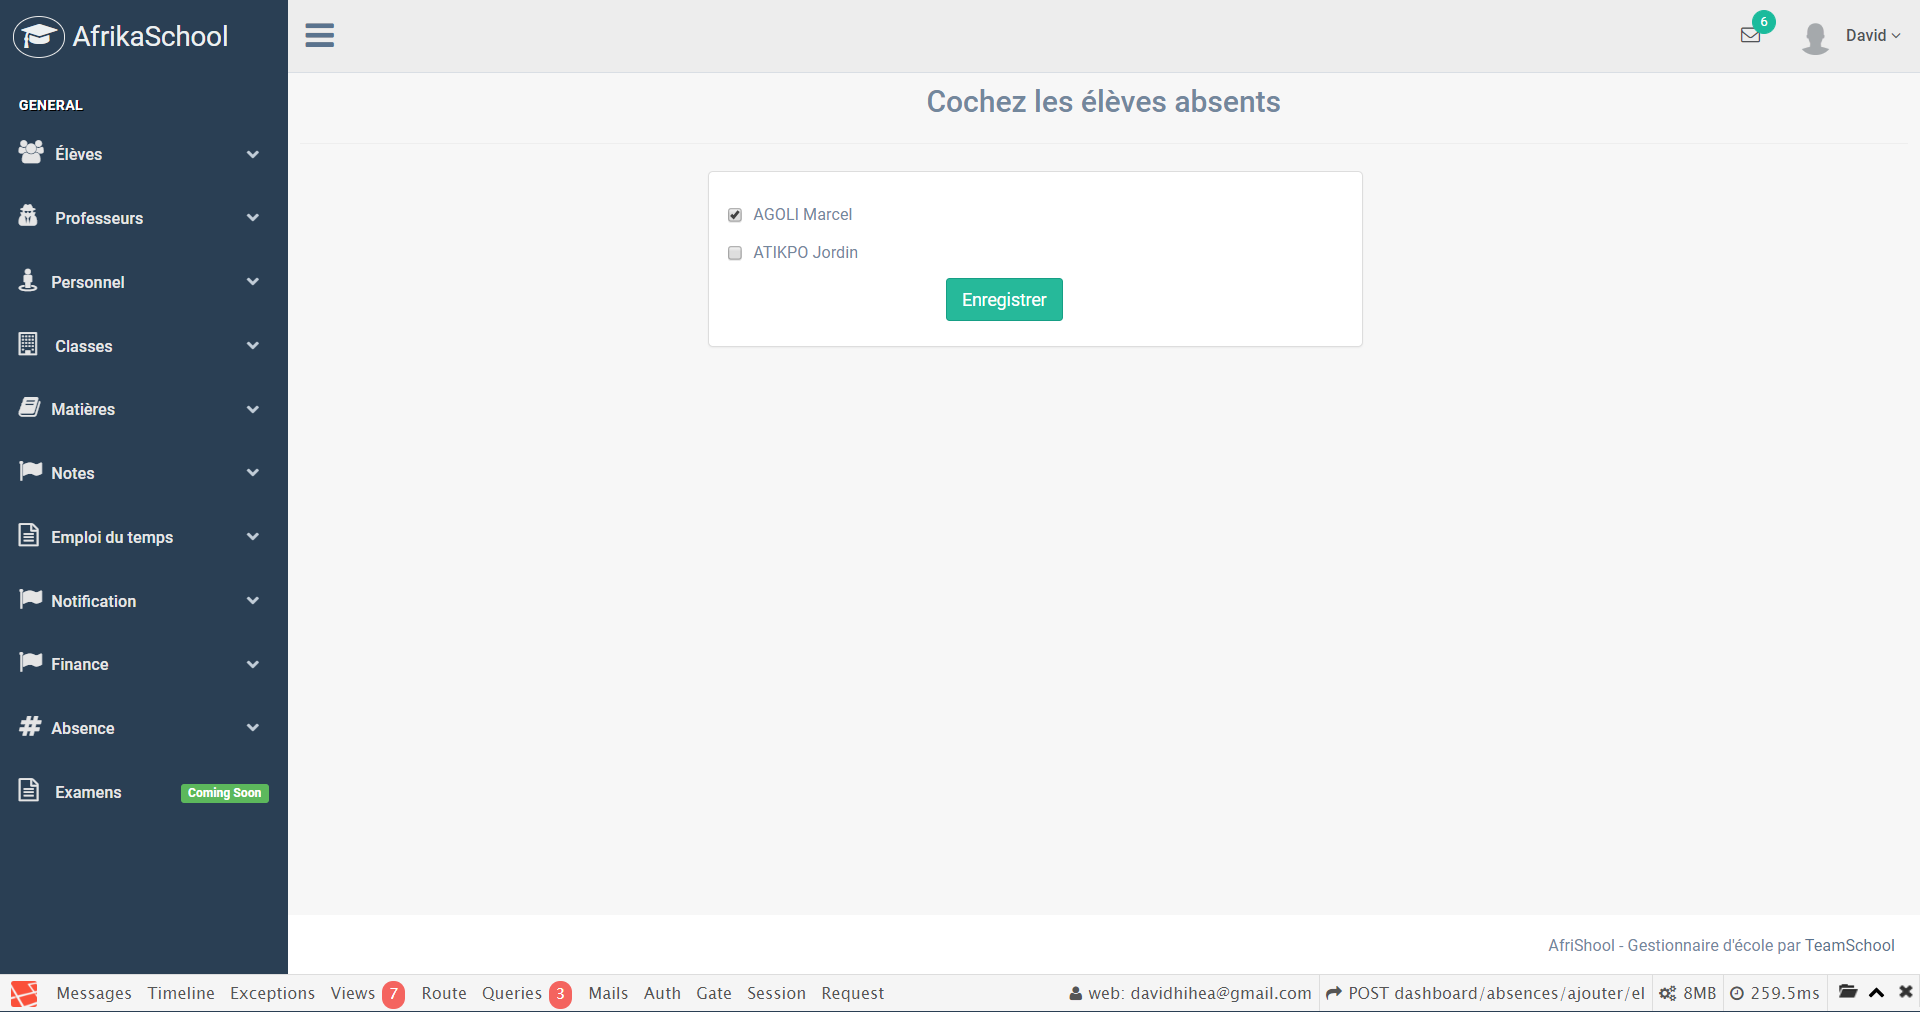 AfrikaSchool
6
David
GENERAL
Élèves
Professeurs
Personnel
Classes
Matières
Notes
Emploi du temps
Notification
Finance
Absence
Examens Coming Soon
Cochez les élèves absents
AGOLI Marcel
ATIKPO Jordin
Enregistrer
AfriShool - Gestionnaire d'école par TeamSchool
Messages Timeline Exceptions Views 7 Route Queries 3 Mails Auth Gate Session Request web: davidhihea@gmail.com POST dashboard/absences/ajouter/el 8MB 259.5ms